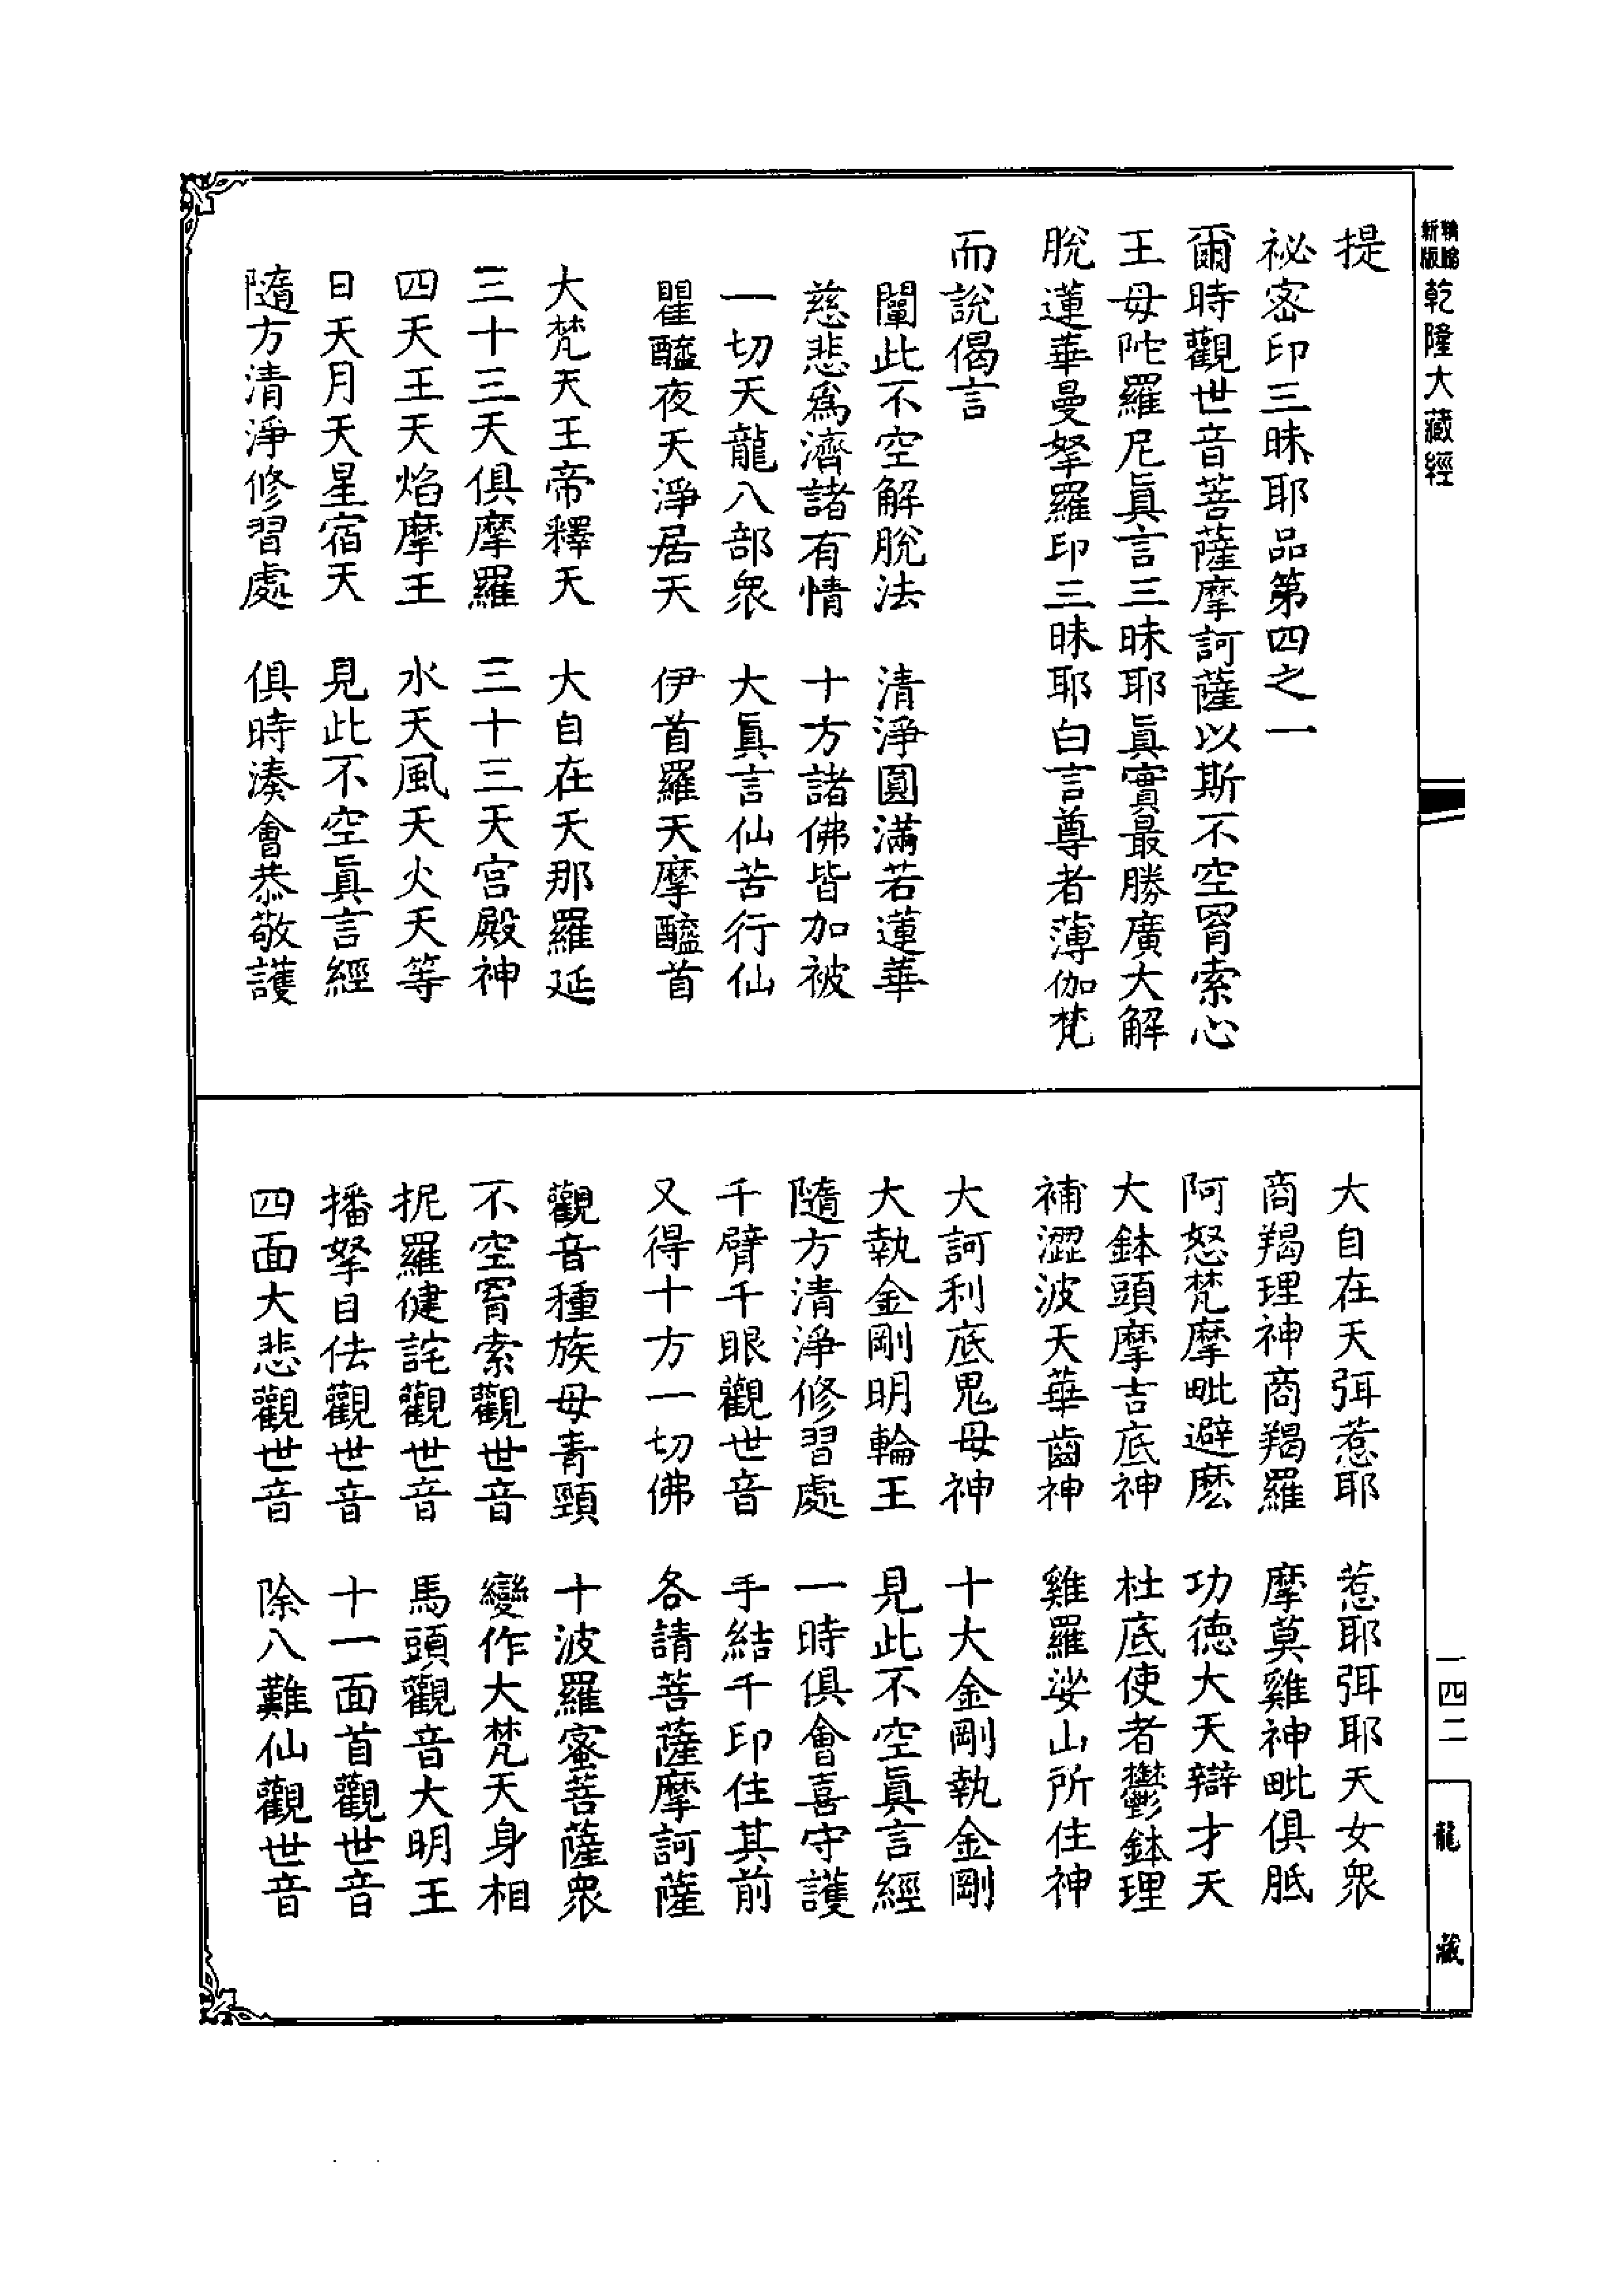 新編縮版 乾隆大藏經
提
祕密印三昧耶品第四之一
爾時觀世音菩薩摩訶薩以斯不空罥索心
王母陀羅尼眞言三昧耶眞實最勝廣大解
脫蓮華曼拏羅印三昧耶白言尊者薄伽梵
而說偈言
闡此不空解脫法　清淨圓滿若蓮華
慈悲爲濟諸有情　十方諸佛皆加被
一切天龍八部衆　大眞言仙苦行仙
瞿醯夜天淨居天　伊首羅天摩醯首
大梵天王帝釋天　大自在天那羅延
三十三天俱摩羅　三十三天宮殿神
四天王天焰摩王　水天風天火天等
日天月天星宿天　見此不空眞言經
隨方清淨修習處　俱時湊會恭敬護
大自在天弭惹耶　惹耶弭耶天女衆
商羯理神商羯羅　摩莫雞神毗俱胝
阿怒梵摩毗避麽　功德大天辯才天
大鉢頭摩吉底神　杜底使者鬱鉢理
補澀波天華齒神　雞羅娑山所住神
大訶利底鬼母神　十大金剛執金剛
大執金剛明輪王　見此不空眞言經
隨方清淨修習處　一時俱會喜守護
千臂千眼觀世音　手結千印住其前
又得十方一切佛　各請菩薩摩訶薩
觀音種族母青頸　十波羅蜜菩薩衆
不空罥索觀世音　變作大梵天身相
抳羅健詫觀世音　馬頭觀音大明王
播拏目佉觀世音　十一面首觀世音
四面大悲觀世音　除八難仙觀世音
一四二
龍藏